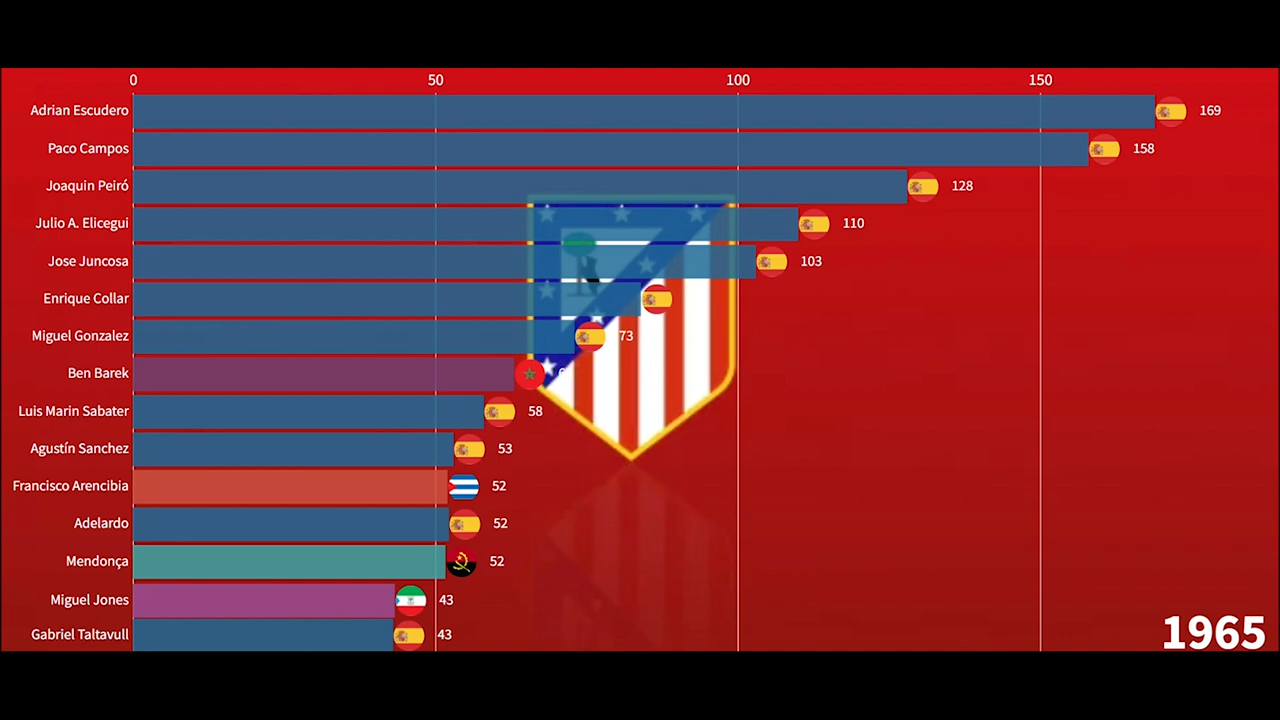 0 50 100 150
Adrian Escudero 169
Paco Campos 158
Joaquin Peiró 128
Julio A. Elicegui 110
Jose Juncosa 103
Enrique Collar
Miguel Gonzalez 73
Ben Barek
Luis Marin Sabater 58
Agustín Sanchez 53
Francisco Arencibia 52
Adelardo 52
Mendonça 52
Miguel Jones 43
Gabriel Taltavull 43
1965